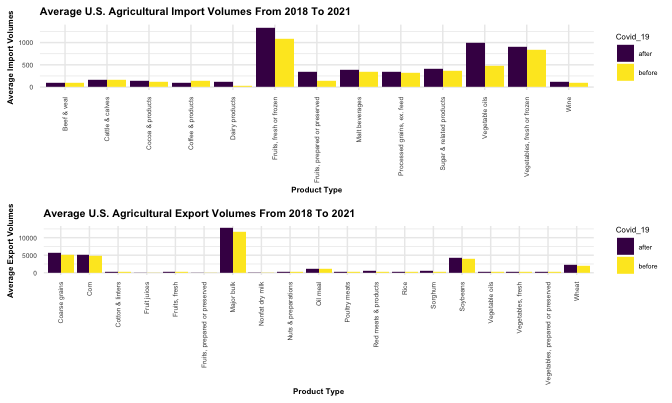 Average U.S. Agricultural Import Volumes From 2018 To 2021
Average Import Volumes
1000
500
0
Beef & veal
Cattle & calves
Cocoa & products
Coffee & products
Dairy products
Fruits, fresh or frozen
Fruits, prepared or preserved
Malt beverages
Processed grains, ex. feed
Sugar & related products
Vegetable oils
Vegetables, fresh or frozen
Wine
Product Type
Covid_19
after
before
Average U.S. Agricultural Export Volumes From 2018 To 2021
Average Export Volumes
10000
5000
0
Coarse grains
Corn
Cotton & linters
Fruit juices
Fruits, fresh
Fruits, prepared or preserved
Major bulk
Nonfat dry milk
Nuts & preparations
Oil meal
Poultry meats
Red meats & products
Rice
Sorghum
Soybeans
Vegetable oils
Vegetables, fresh
Vegetables, prepared or preserved
Wheat
Product Type
Covid_19
after
before